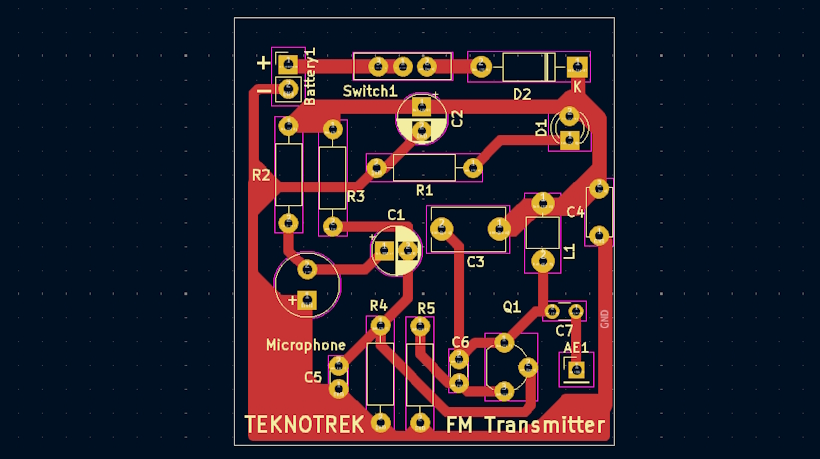 +
Battery1
−
Switch1
D2
K
C2
D1
R2
R3
R1
C4
C1
C3
L1
+
Microphone
R4
R5
Q1
C7
GND
AE1
C6
C5
TEKNOTREK
FM Transmitter